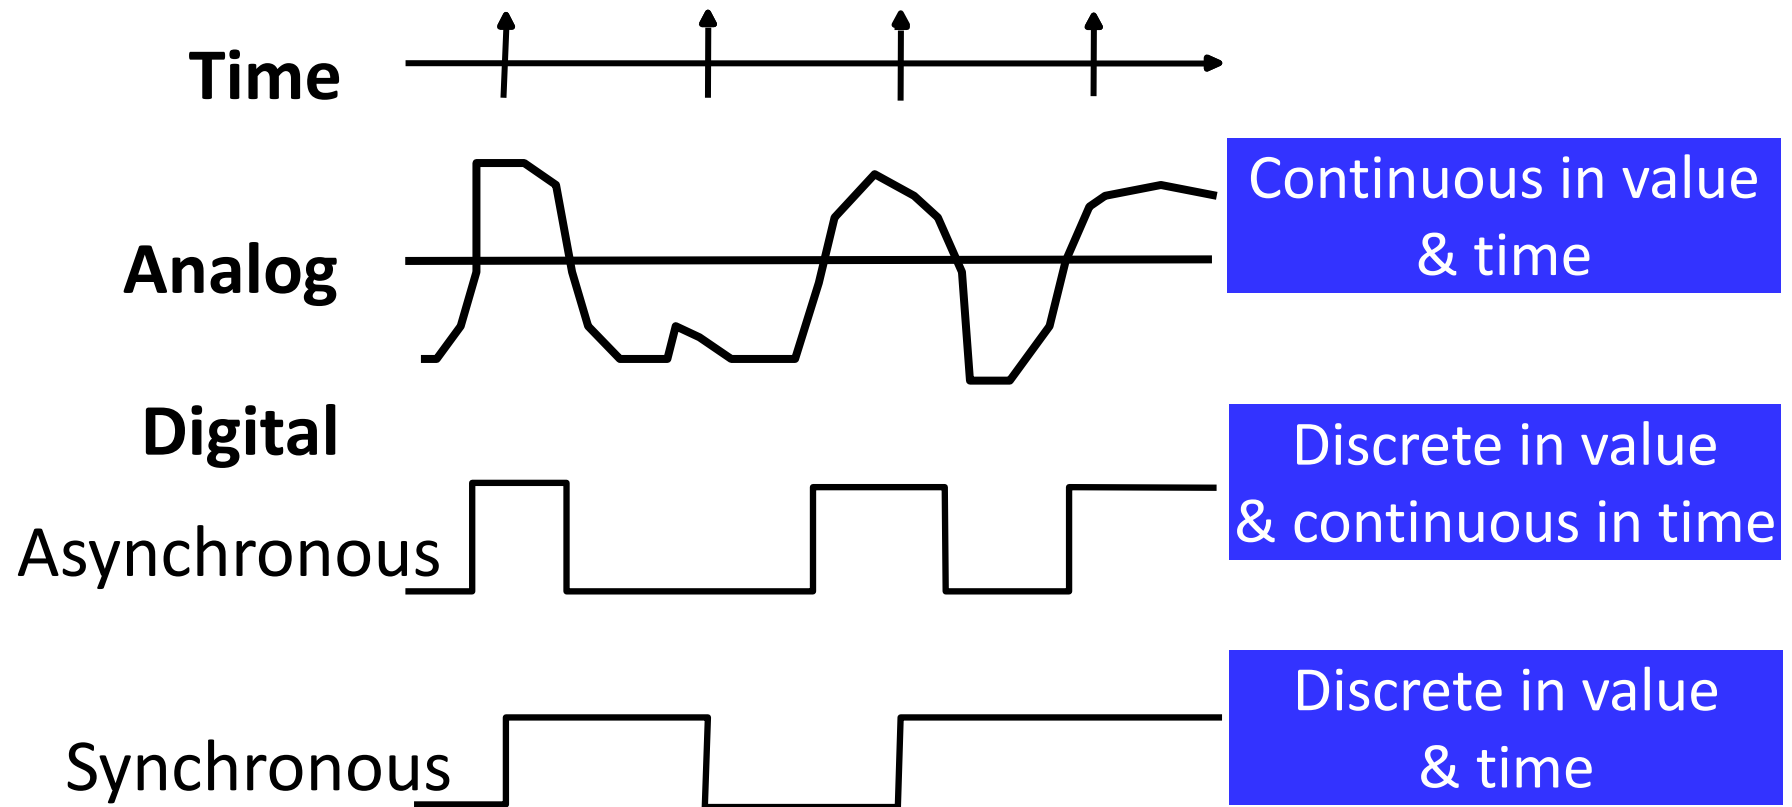 Time
Continuous in value
& time
Analog
Digital
Discrete in value
& continuous in time
Asynchronous
Discrete in value
& time
Synchronous